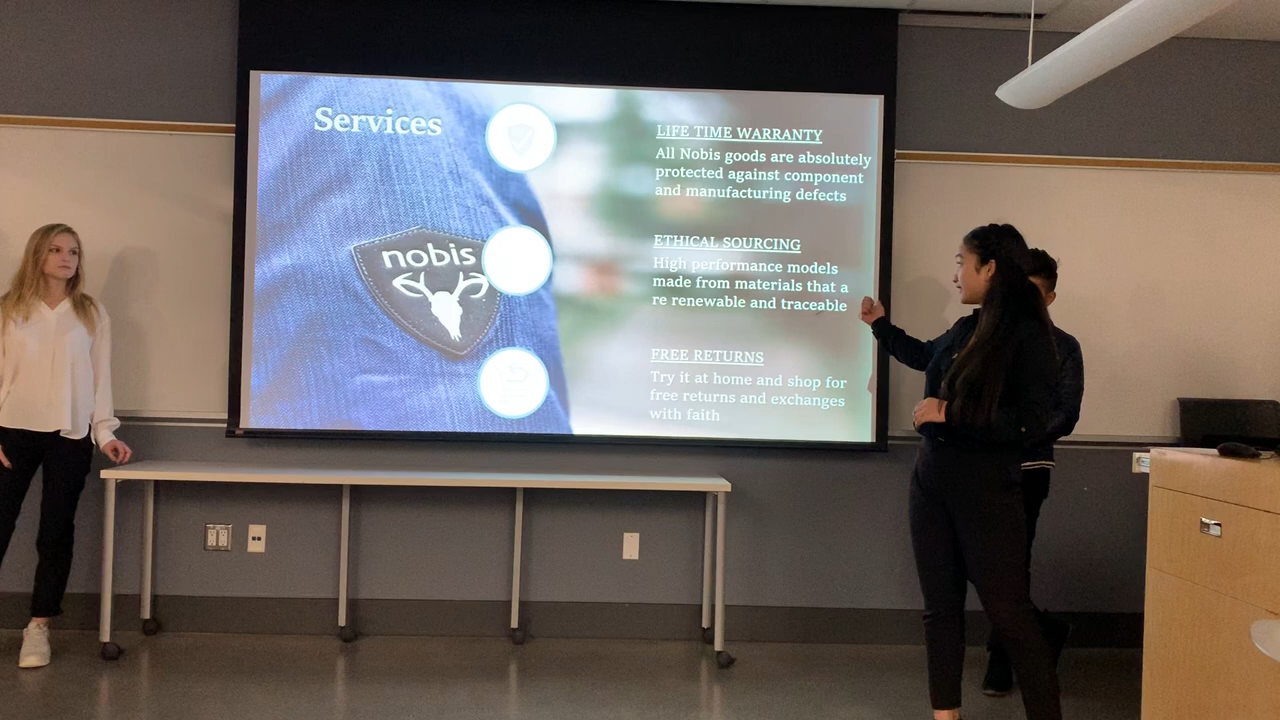 Services
nobis
LIFE TIME WARRANTY
All Nobis goods are absolutely
protected against component
and manufacturing defects
ETHICAL SOURCING
High performance models
made from materials that a
re renewable and traceable
FREE RETURNS
Try it at home and shop for
free returns and exchanges
with faith